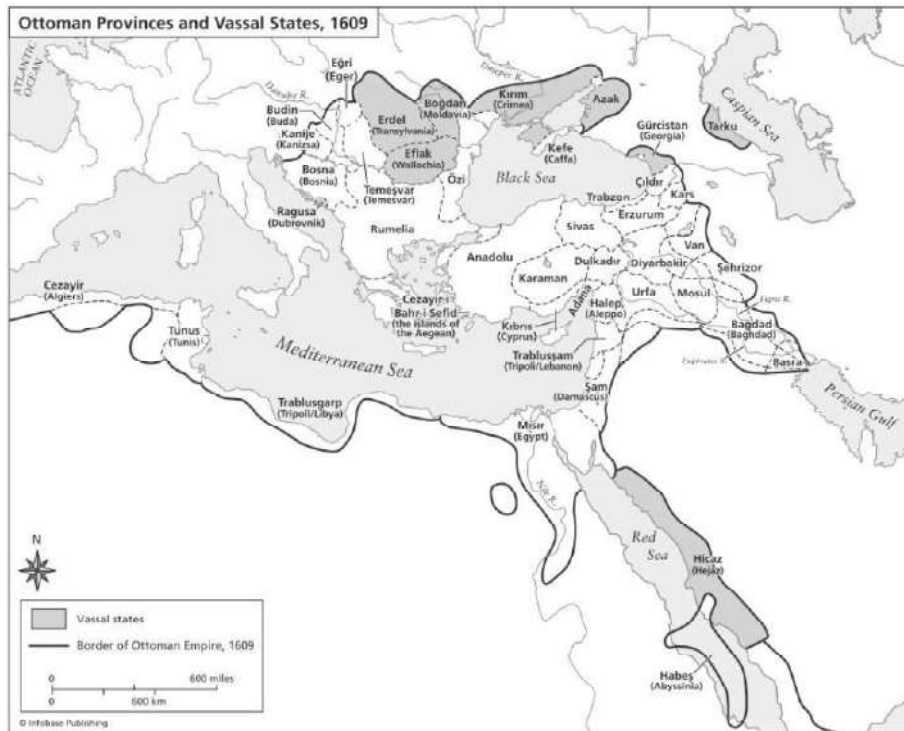 Ottoman Provinces and Vassal States, 1609
ATLANTIC
OCEAN
Eğri
(Eger)
Danube R.
Dnieper R.
Budin
(Buda)
Kanije
(Kanizsa)
Erdel
(Transylvania)
Boğdan
(Moldavia)
Kırım
(Crimea)
Azak
Caspian Sea
Tarku
Gürcistan
(Georgia)
Eflak
(Wallachia)
Kefe
(Caffa)
Bosna
(Bosnia)
Temeşvar
(Temesvár)
Özi
Black Sea
Çıldır
Kars
Trabzon
Erzurum
Ragusa
(Dubrovnik)
Rumelia
Sivas
Van
Anadolu
Dulkadır
Diyarbakır
Şehrizor
Karaman
Adana
Urfa
Mosul
Tigris R.
Cezayir
(Algiers)
Cezayir-i
Bahr-i Sefid
(the islands of
the Aegean)
Halep
(Aleppo)
Kıbrıs
(Cyprus)
Bagdad
(Baghdad)
Tunus
(Tunis)
Mediterranean Sea
Trablusşam
(Tripoli/Lebanon)
Euphrates R.
Basra
Şam
(Damascus)
Persian Gulf
Trablusgarp
(Tripoli/Libya)
Mısır
(Egypt)
Nile R.
Red
Sea
Hicaz
(Hejaz)
Habeş
(Abyssinia)
N
Vassal states
Border of Ottoman Empire, 1609
0 600 miles
0 600 km
© Infobase Publishing